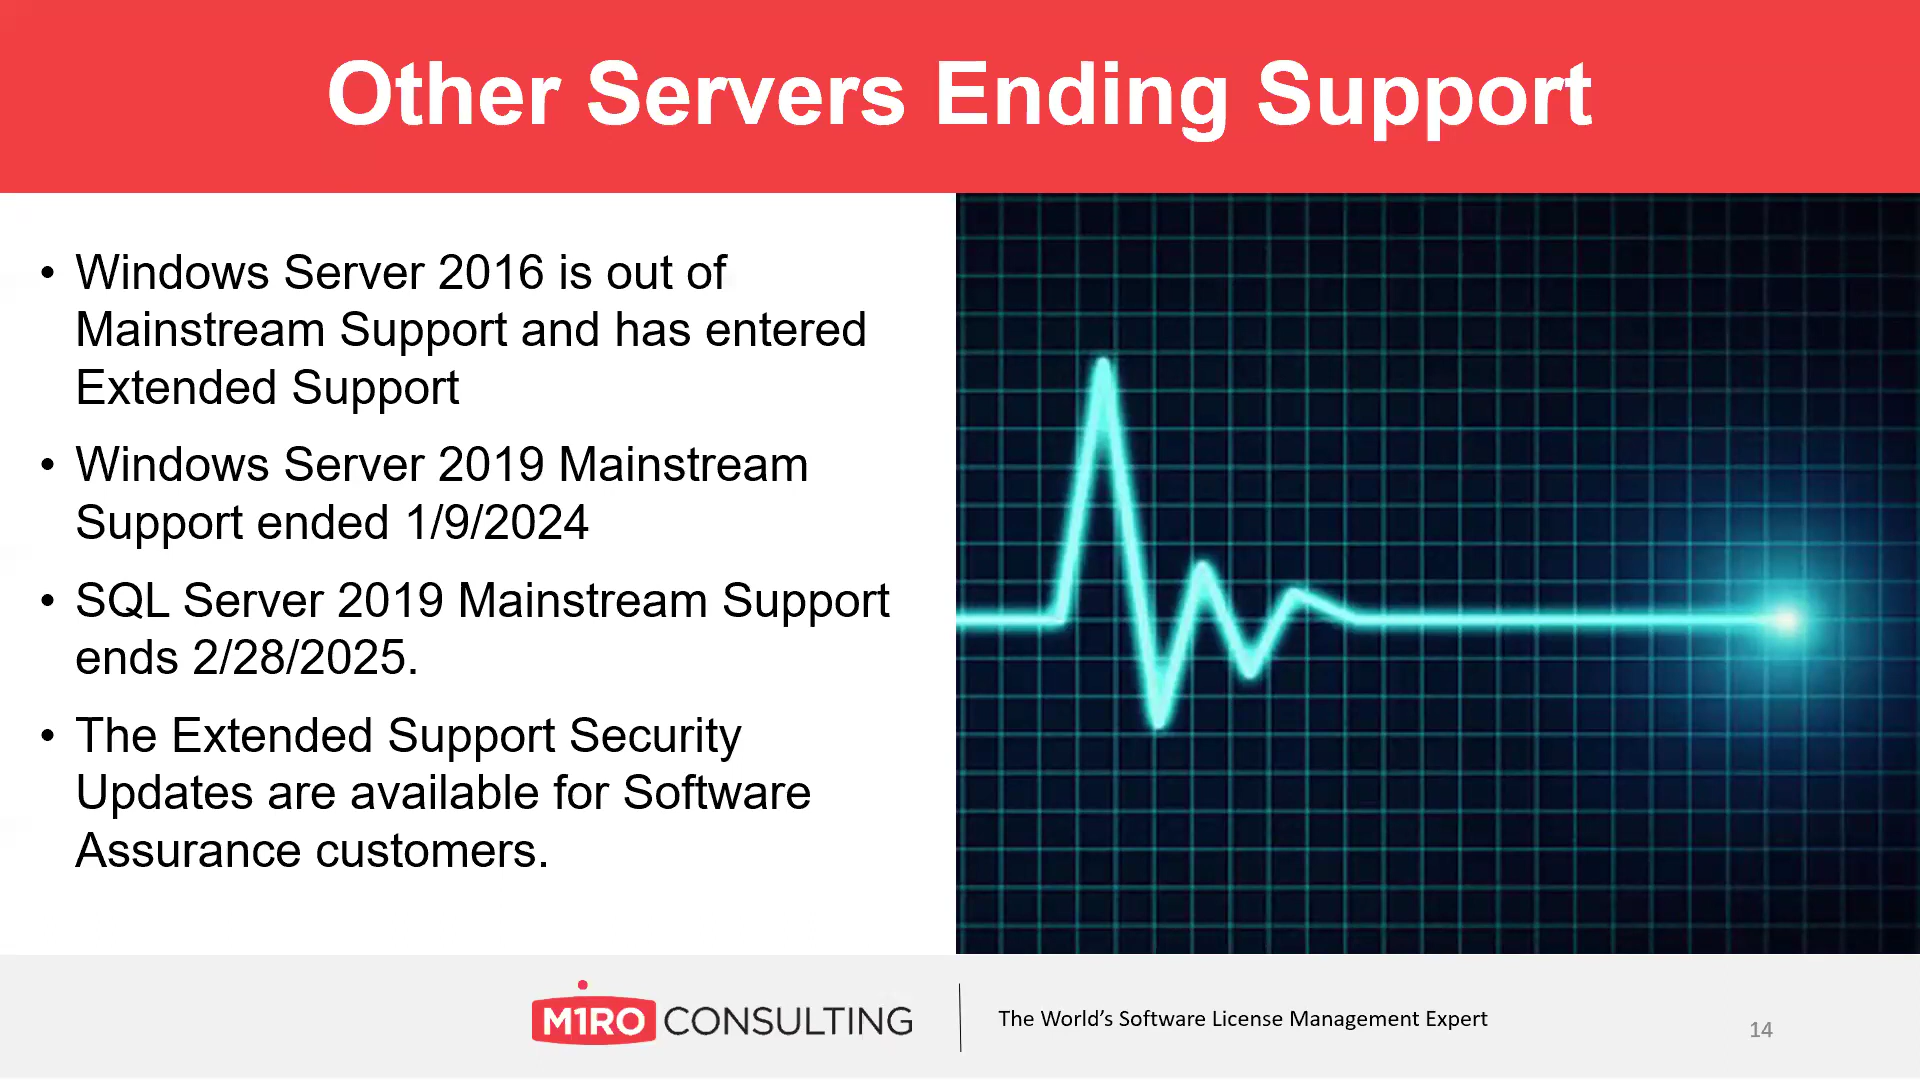 Other Servers Ending Support
• Windows Server 2016 is out of
Mainstream Support and has entered
Extended Support
• Windows Server 2019 Mainstream
Support ended 1/9/2024
• SQL Server 2019 Mainstream Support
ends 2/28/2025.
• The Extended Support Security
Updates are available for Software
Assurance customers.
MIRO CONSULTING
The World's Software License Management Expert
14